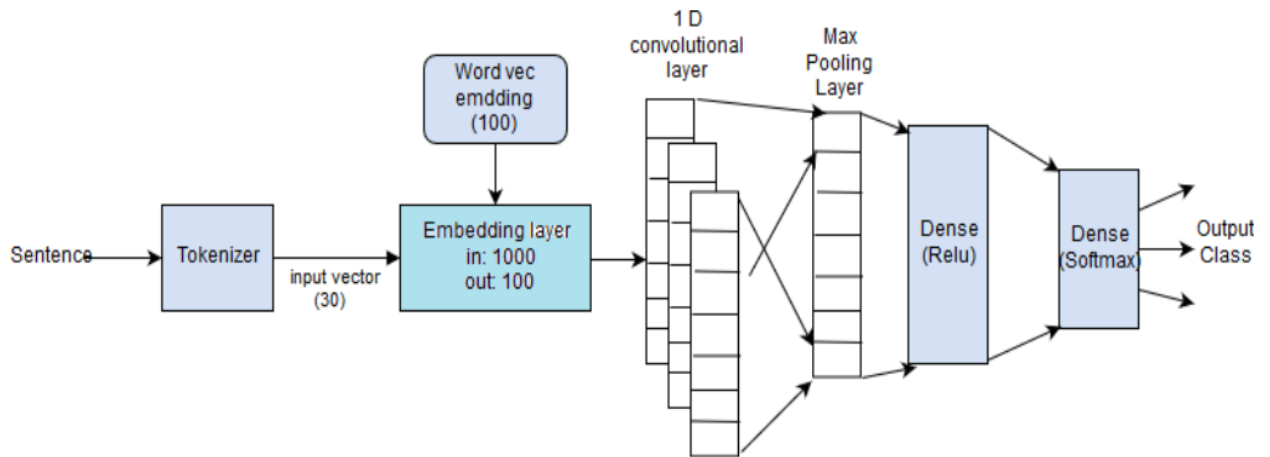 Sentence
Tokenizer
input vector
(30)
Word vec
emdding
(100)
Embedding layer
in: 1000
out: 100
1 D
convolutional
layer
Max
Pooling
Layer
Dense
(Relu)
Dense
(Softmax)
Output
Class